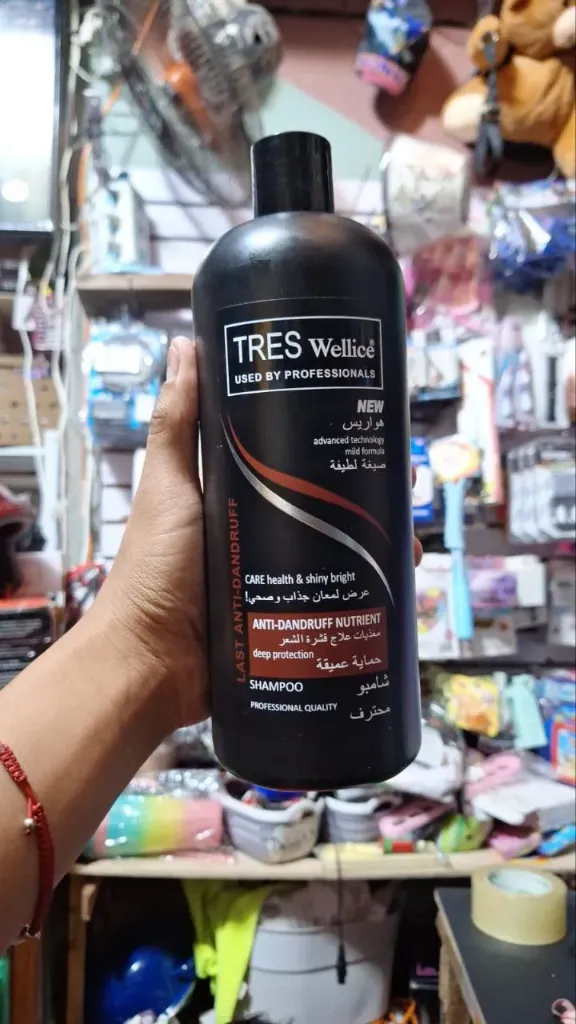 TRES Wellice®
USED BY PROFESSIONALS
NEW
هواريس
advanced technology
mild formula
صيغة لطيفة
LAST ANTI-DANDRUFF
CARE health & shiny bright
عرض لمعان جذاب وصحي!
ANTI-DANDRUFF NUTRIENT
مغذيات علاج قشرة الشعر
deep protection حماية عميقة
SHAMPOO شامبو
PROFESSIONAL QUALITY محترف